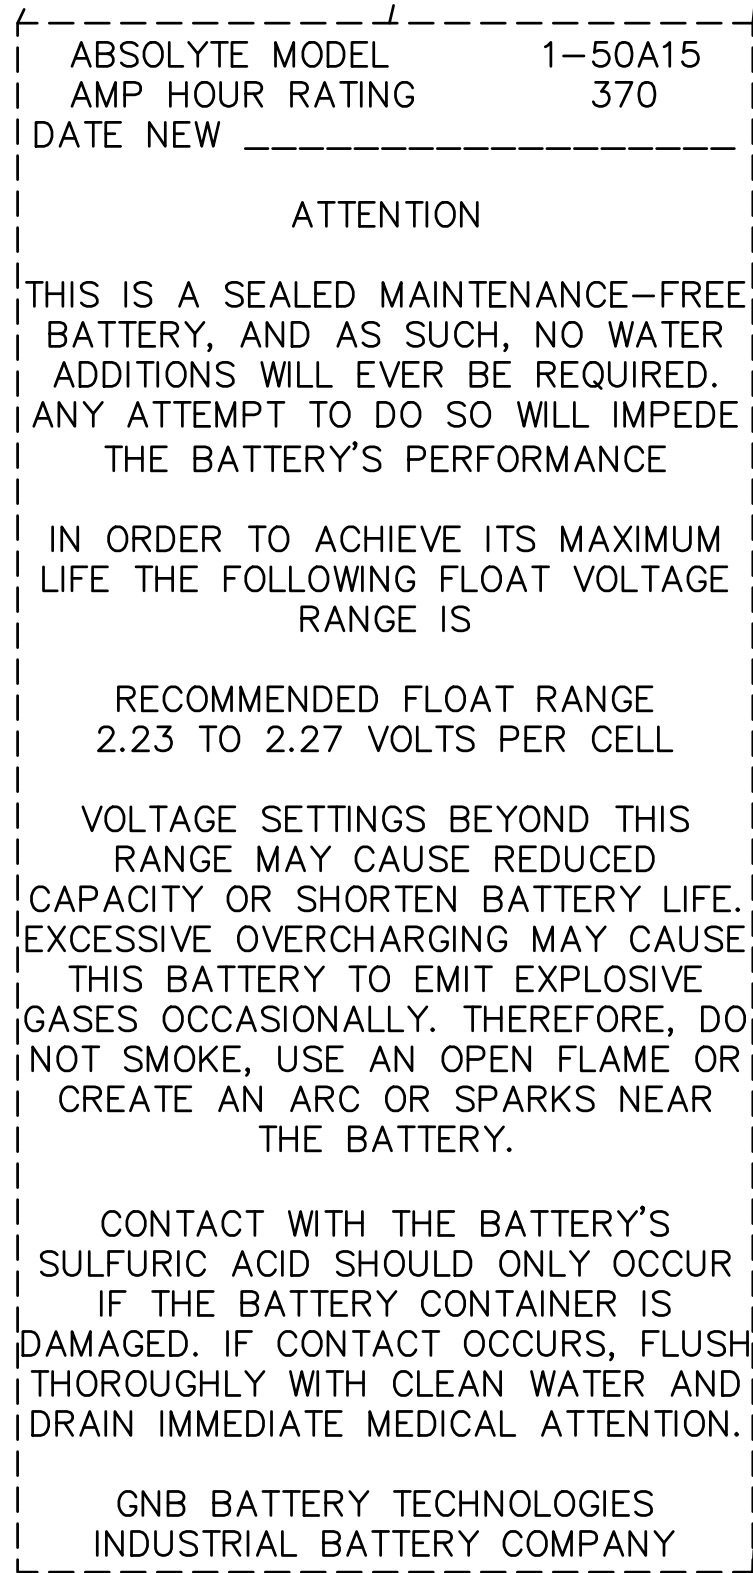 ABSOLYTE MODEL 1-50A15
AMP HOUR RATING 370
DATE NEW __________________
ATTENTION
THIS IS A SEALED MAINTENANCE-FREE
BATTERY, AND AS SUCH, NO WATER
ADDITIONS WILL EVER BE REQUIRED.
ANY ATTEMPT TO DO SO WILL IMPEDE
THE BATTERY'S PERFORMANCE
IN ORDER TO ACHIEVE ITS MAXIMUM
LIFE THE FOLLOWING FLOAT VOLTAGE
RANGE IS
RECOMMENDED FLOAT RANGE
2.23 TO 2.27 VOLTS PER CELL
VOLTAGE SETTINGS BEYOND THIS
RANGE MAY CAUSE REDUCED
CAPACITY OR SHORTEN BATTERY LIFE.
EXCESSIVE OVERCHARGING MAY CAUSE
THIS BATTERY TO EMIT EXPLOSIVE
GASES OCCASIONALLY. THEREFORE, DO
NOT SMOKE, USE AN OPEN FLAME OR
CREATE AN ARC OR SPARKS NEAR
THE BATTERY.
CONTACT WITH THE BATTERY'S
SULFURIC ACID SHOULD ONLY OCCUR
IF THE BATTERY CONTAINER IS
DAMAGED. IF CONTACT OCCURS, FLUSH
THOROUGHLY WITH CLEAN WATER AND
DRAIN IMMEDIATE MEDICAL ATTENTION.
GNB BATTERY TECHNOLOGIES
INDUSTRIAL BATTERY COMPANY